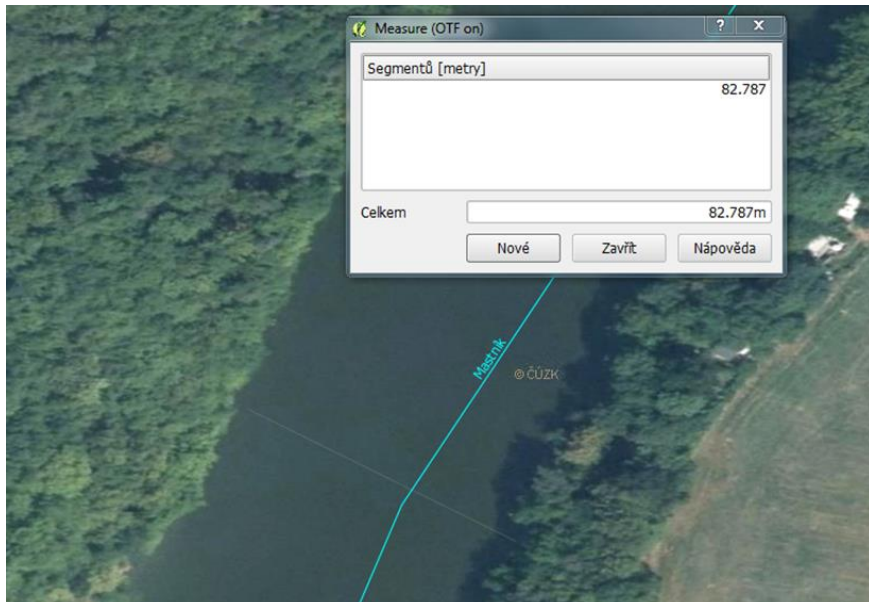 Measure (OTF on)
?
X
Segmentů [metry]
82.787
Celkem
82.787m
Nové
Zavřít
Nápověda
Mastník
© ČÚZK